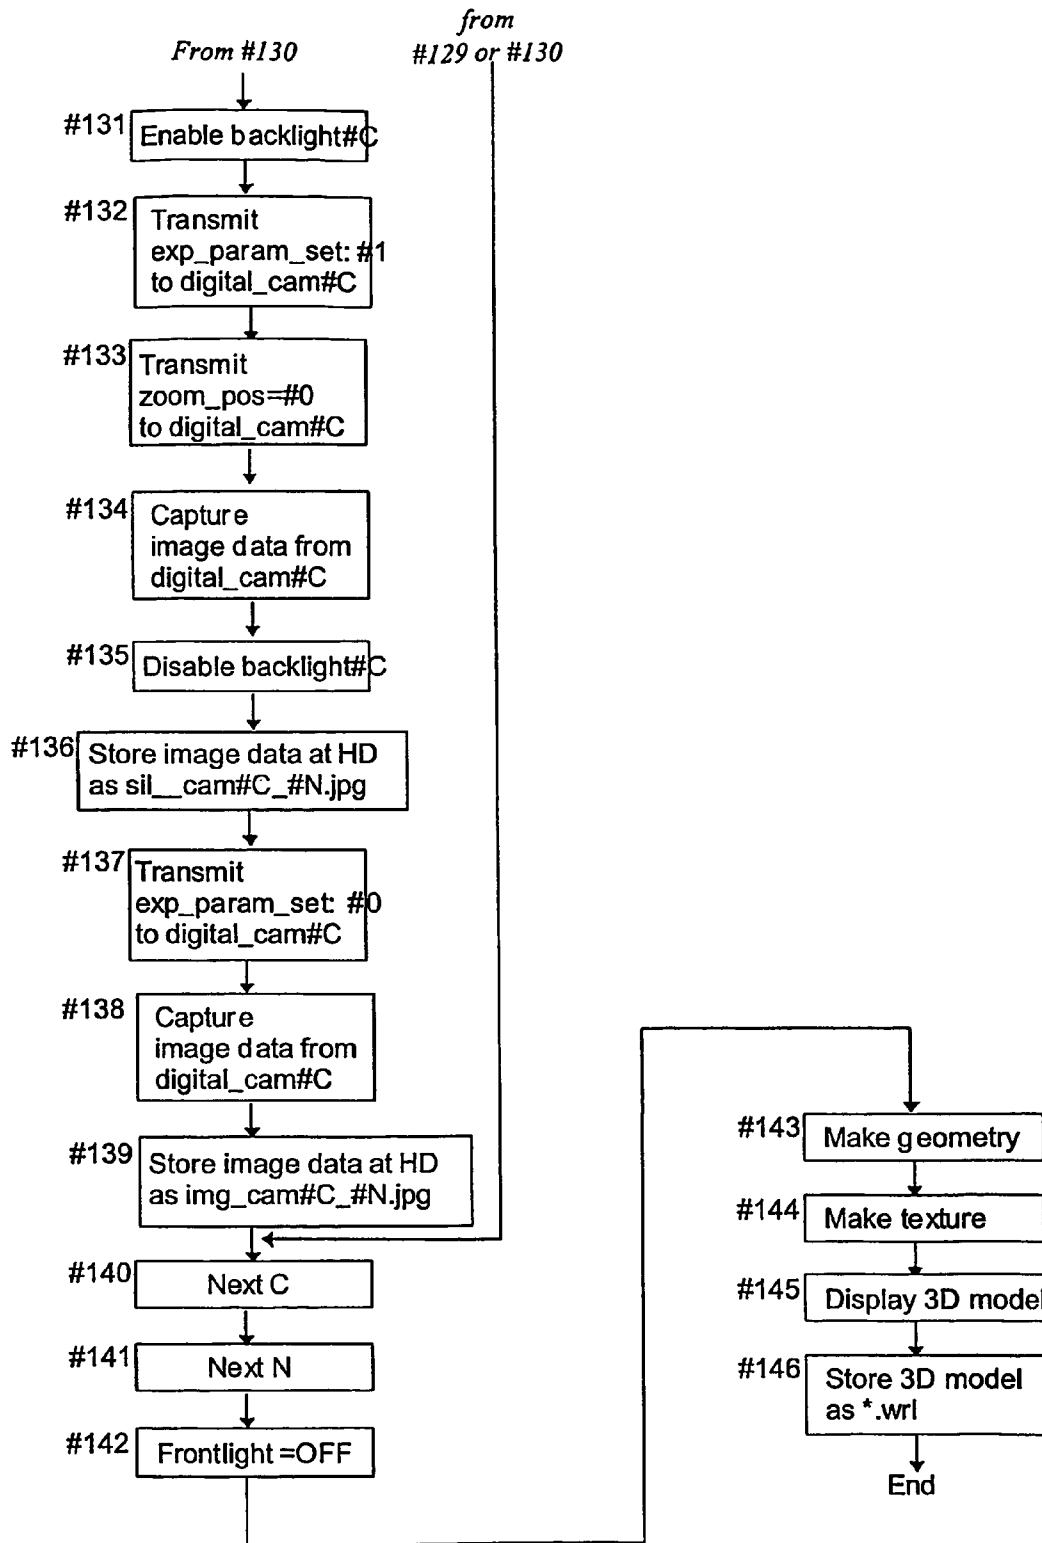 From #130
from
#129 or #130
#131
Enable backlight#C
#132
Transmit
exp_param_set: #1
to digital_cam#C
#133
Transmit
zoom_pos=#0
to digital_cam#C
#134
Capture
image data from
digital_cam#C
#135
Disable backlight#C
#136
Store image data at HD
as sil__cam#C_#N.jpg
#137
Transmit
exp_param_set: #0
to digital_cam#C
#138
Capture
image data from
digital_cam#C
#139
Store image data at HD
as img_cam#C_#N.jpg
#140
Next C
#141
Next N
#142
Frontlight =OFF
#143
Make geometry
#144
Make texture
#145
Display 3D model
#146
Store 3D model
as *.wrl
End